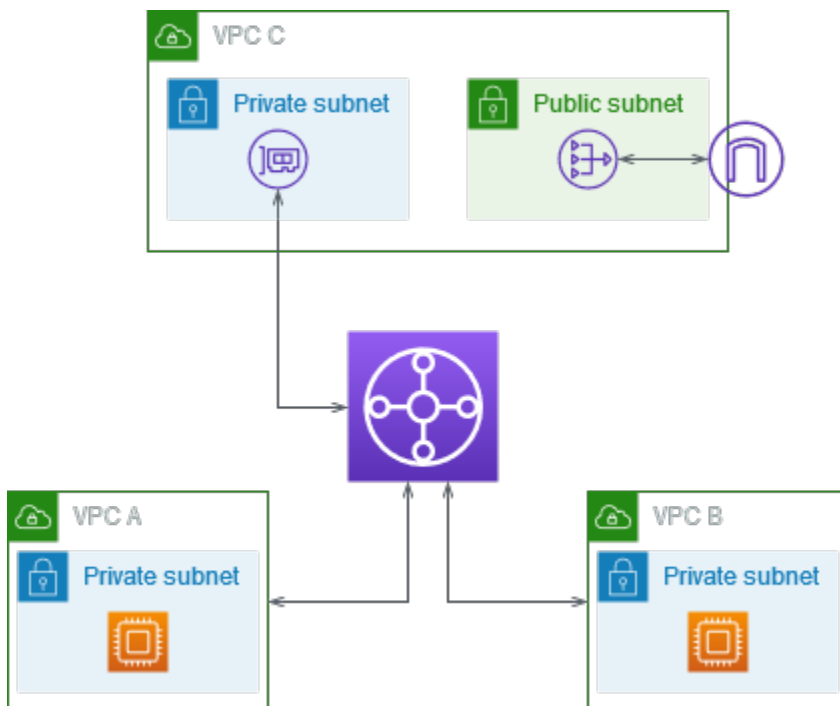 VPC C
Private subnet
Public subnet
VPC A
Private subnet
VPC B
Private subnet